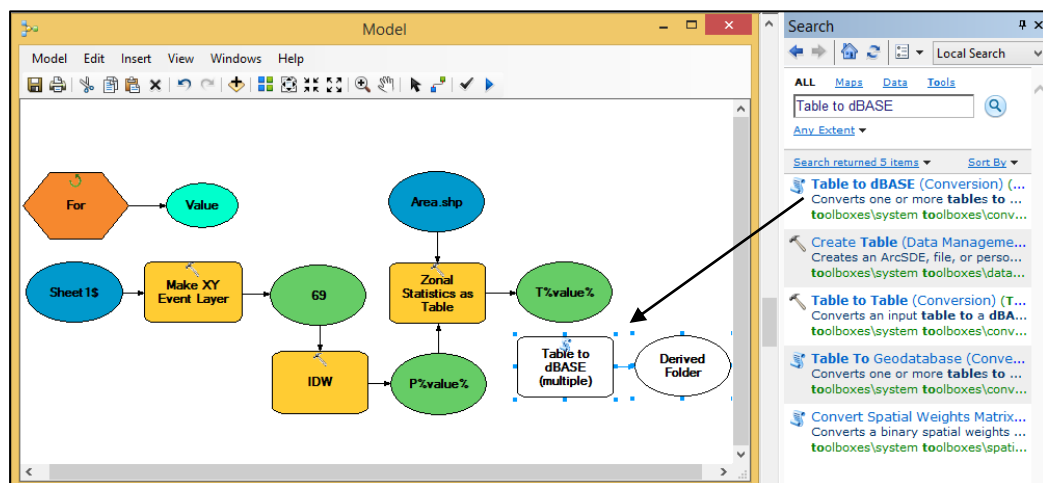 Model
Model Edit Insert View Windows Help
For
Value
Area.shp
Sheet1$
Make XY
Event Layer
69
Zonal
Statistics as
Table
T%value%
IDW
P%value%
Table to
dBASE
(multiple)
Derived
Folder
Search
Local Search
ALL Maps Data Tools
Table to dBASE
Any Extent
Search returned 5 items Sort By
Table to dBASE (Conversion) (...
Converts one or more tables to ...
toolboxes\system toolboxes\conv...
Create Table (Data Manageme...
Creates an ArcSDE, file, or perso...
toolboxes\system toolboxes\data...
Table to Table (Conversion) (T...
Converts an input table to a dBA...
toolboxes\system toolboxes\conv...
Table To Geodatabase (Conve...
Converts one or more tables to ...
toolboxes\system toolboxes\conv...
Convert Spatial Weights Matrix...
Converts a binary spatial weights ...
toolboxes\system toolboxes\spati...